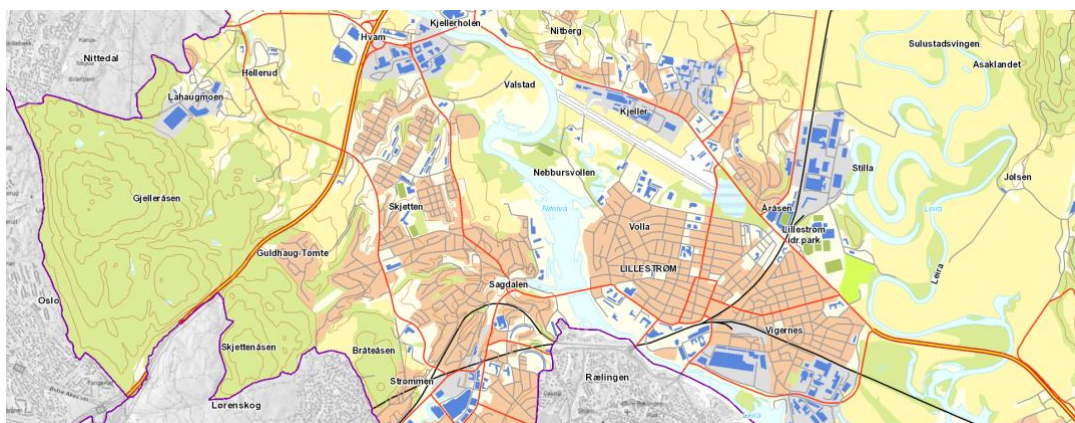 Kjellerholen
Nitberg
Hvam
Sulustadsvingen
Nittedal
Asaklandet
Hellerud
Valstad
Lahaugmoen
Kjeller
Nebbursvollen
Stilla
Jølsen
Gjelleråsen
Skjetten
Nitelva
Åråsen
Leira
Volla
Lillestrøm
idr.park
Guldhaug-Tomte
LILLESTRØM
Leira
Sagdalen
Oslo
Vigernes
Skjettenåsen
Bråteåsen
Strømmen
Rælingen
Lørenskog